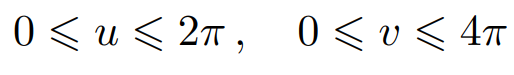 0 ⩽ u ⩽ 2π ,  0 ⩽ v ⩽ 4π